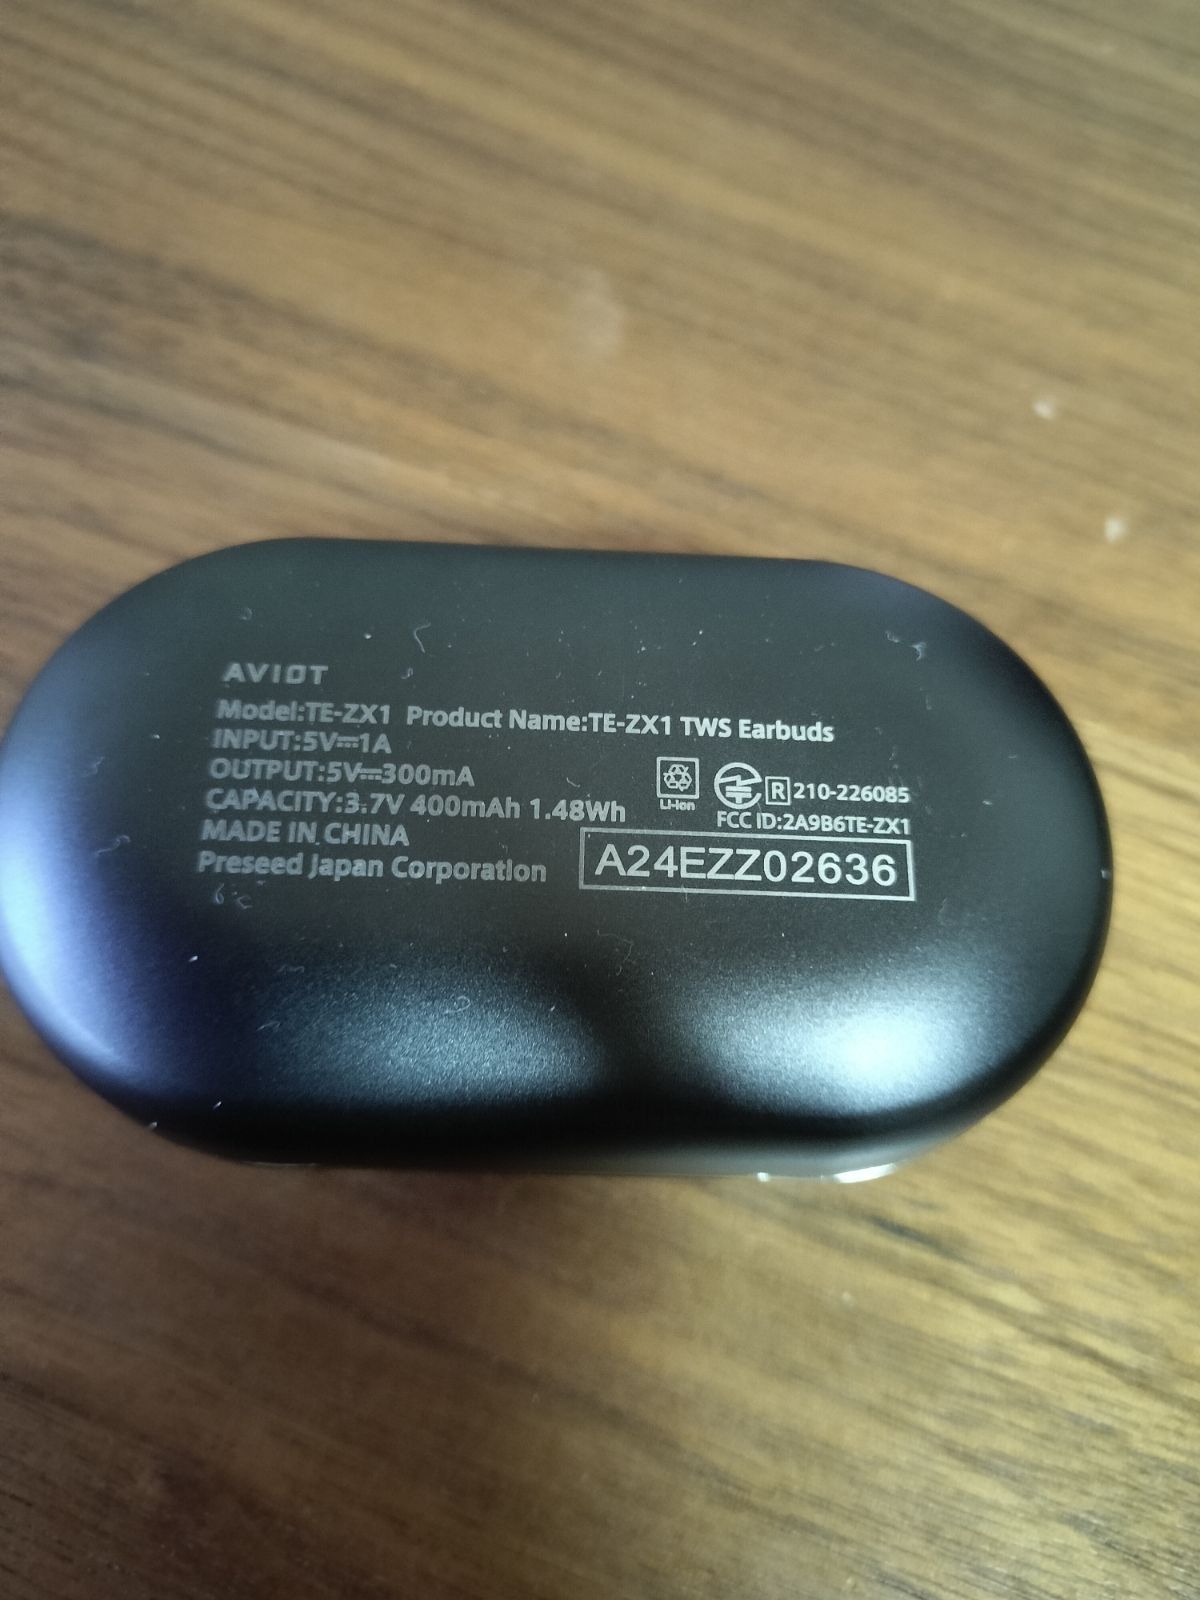 AVIOT
Model:TE-ZX1 Product Name:TE-ZX1 TWS Earbuds
INPUT:5V⎓1A
OUTPUT:5V⎓300mA
CAPACITY:3.7V 400mAh 1.48Wh
MADE IN CHINA
Preseed Japan Corporation
Li-ion
R 210-226085
FCC ID:2A9B6TE-ZX1
A24EZZ02636